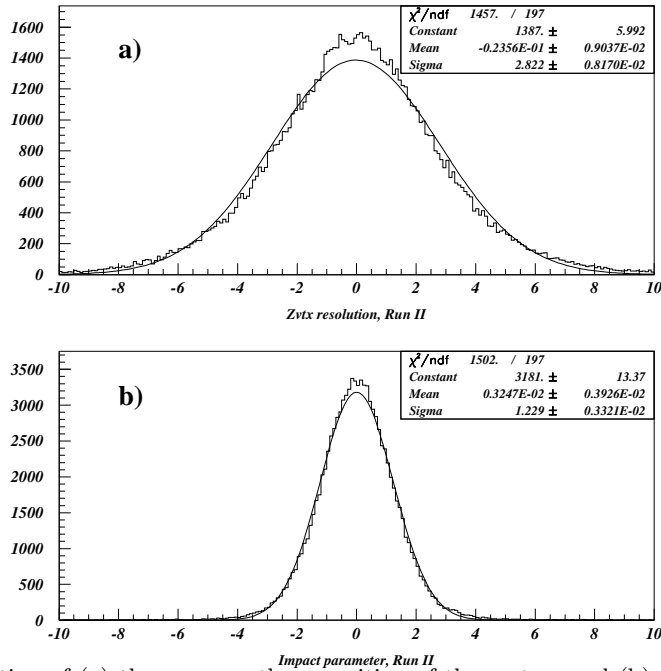 a)
χ²/ndf 1457. / 197
Constant 1387. ± 5.992
Mean -0.2356E-01 ± 0.9037E-02
Sigma 2.822 ± 0.8170E-02
1600
1400
1200
1000
800
600
400
200
0
-10 -8 -6 -4 -2 0 2 4 6 8 10
Zvtx resolution, Run II
b)
χ²/ndf 1502. / 197
Constant 3181. ± 13.37
Mean 0.3247E-02 ± 0.3926E-02
Sigma 1.229 ± 0.3321E-02
3500
3000
2500
2000
1500
1000
500
0
-10 -8 -6 -4 -2 0 2 4 6 8 10
Impact parameter, Run II